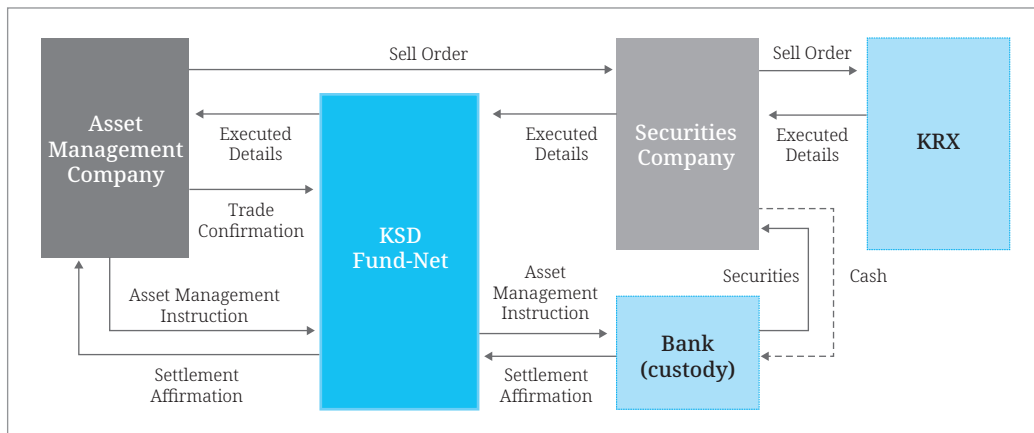 Sell Order
Sell Order
Asset
Management
Company
Executed
Details
Executed
Details
Securities
Company
Executed
Details
KRX
Trade
Confirmation
KSD
Fund-Net
Asset Management
Instruction
Asset
Management
Instruction
Securities
Cash
Settlement
Affirmation
Settlement
Affirmation
Bank
(custody)